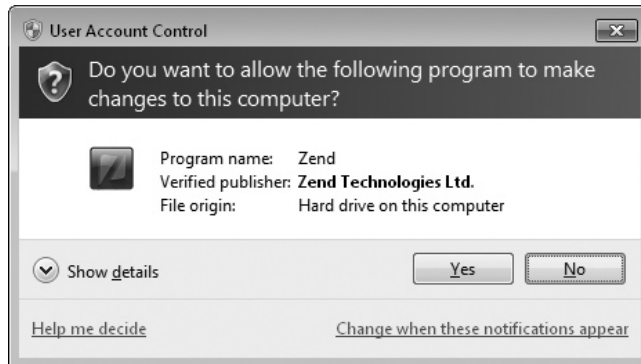 User Account Control
Do you want to allow the following program to make
changes to this computer?
Program name: Zend
Verified publisher: Zend Technologies Ltd.
File origin: Hard drive on this computer
Show details
Yes
No
Help me decide
Change when these notifications appear